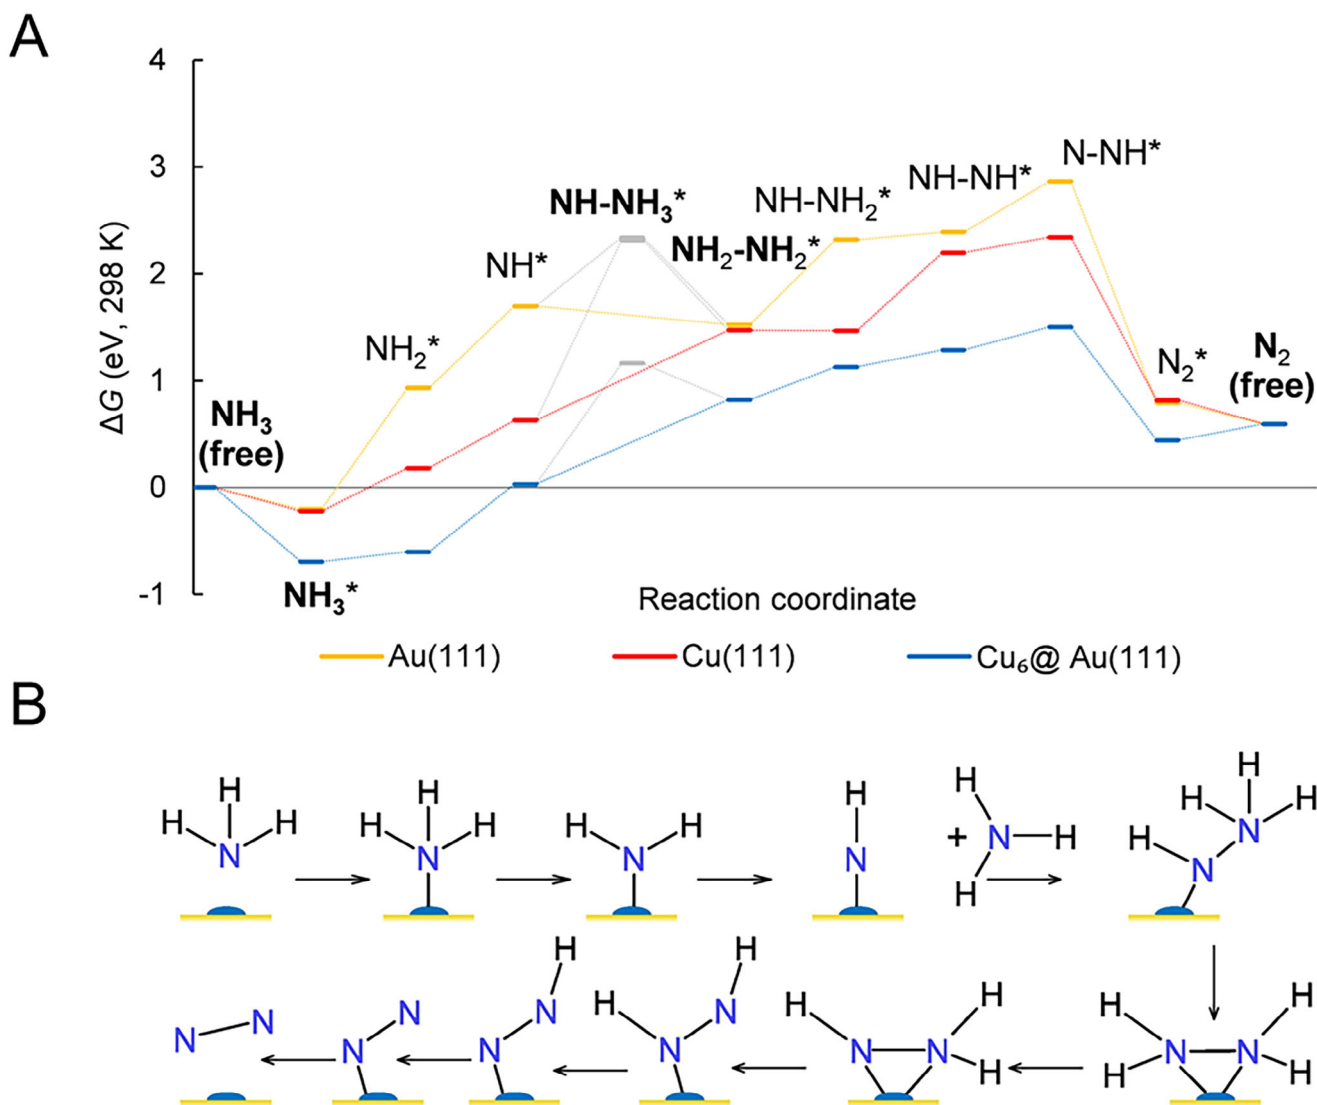 A
4
3
2
1
0
-1
ΔG (eV, 298 K)
NH₃
(free)
NH₃*
NH₂*
NH*
NH-NH₃*
NH₂-NH₂*
NH-NH₂*
NH-NH*
N-NH*
N₂*
N₂
(free)
Reaction coordinate
Au(111)
Cu(111)
Cu₆@ Au(111)
B
H
H H
N
H
H H
N
H H
N
H
N
H
+ N H
H
H
H H
H N
N
N N
H
N
N
H
H N
N
H H
N N
H
H H
N N
H H